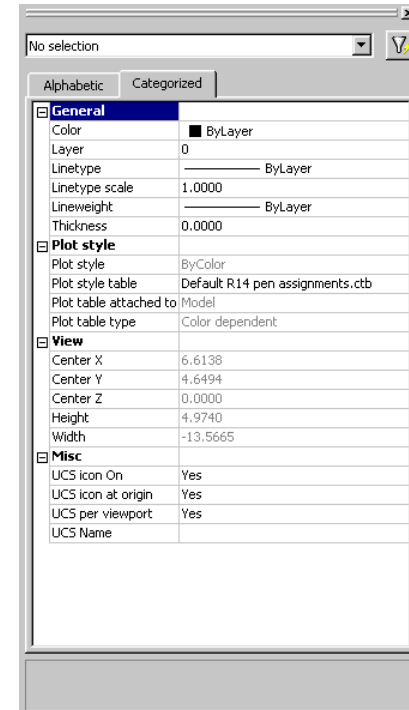 No selection
Alphabetic Categorized
General
Color ByLayer
Layer 0
Linetype ByLayer
Linetype scale 1.0000
Lineweight ByLayer
Thickness 0.0000
Plot style
Plot style ByColor
Plot style table Default R14 pen assignments.ctb
Plot table attached to Model
Plot table type Color dependent
View
Center X 6.6138
Center Y 4.6494
Center Z 0.0000
Height 4.9740
Width -13.5665
Misc
UCS icon On Yes
UCS icon at origin Yes
UCS per viewport Yes
UCS Name